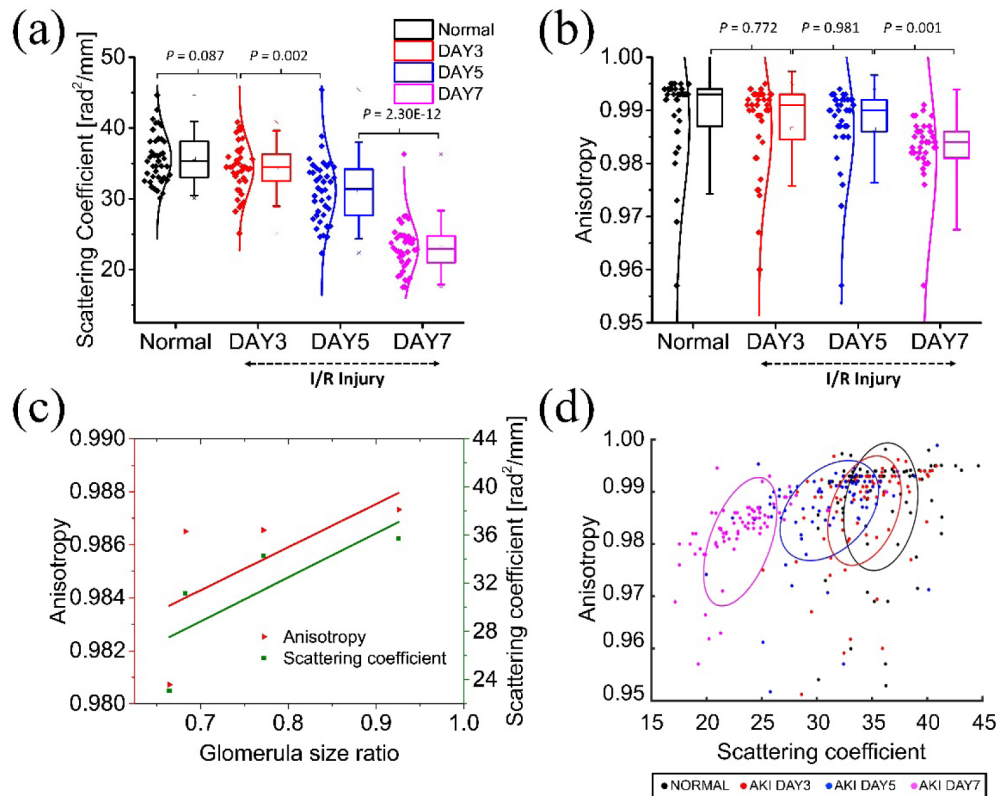 (a)
Normal
DAY3
DAY5
DAY7
P = 0.087
P = 0.002
P = 2.30E-12
Scattering Coefficient [rad²/mm]
50
40
30
20
Normal DAY3 DAY5 DAY7
I/R Injury
(b)
P = 0.772
P = 0.981
P = 0.001
Anisotropy
1.00
0.99
0.98
0.97
0.96
0.95
Normal DAY3 DAY5 DAY7
I/R Injury
(c)
Anisotropy
0.990
0.988
0.986
0.984
0.982
0.980
Anisotropy
Scattering coefficient
0.7 0.8 0.9 1.0
Glomerula size ratio
44
40
36
32
28
24
Scattering coefficient [rad²/mm]
(d)
Anisotropy
1.00
0.99
0.98
0.97
0.96
0.95
15 20 25 30 35 40 45
Scattering coefficient
NORMAL AKI DAY3 AKI DAY5 AKI DAY7